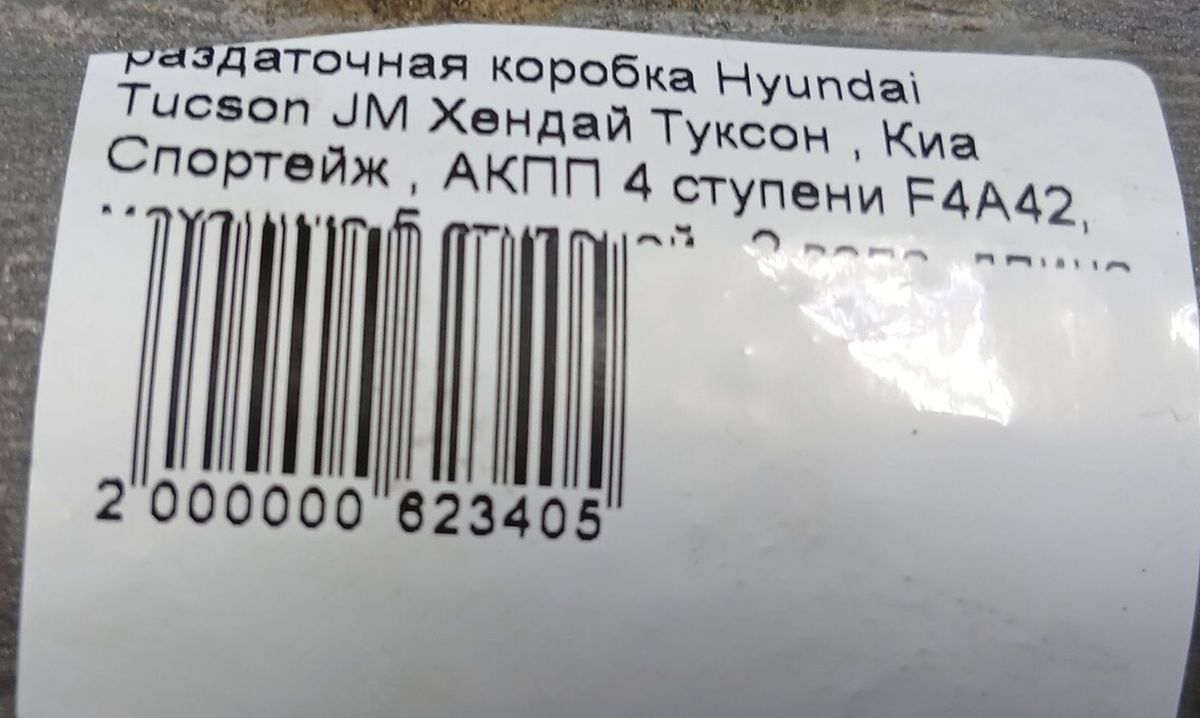 раздаточная коробка Hyundai
Tucson JM Хендай Туксон , Киа
Спортейж , АКПП 4 ступени F4A42,
2 000000 623405